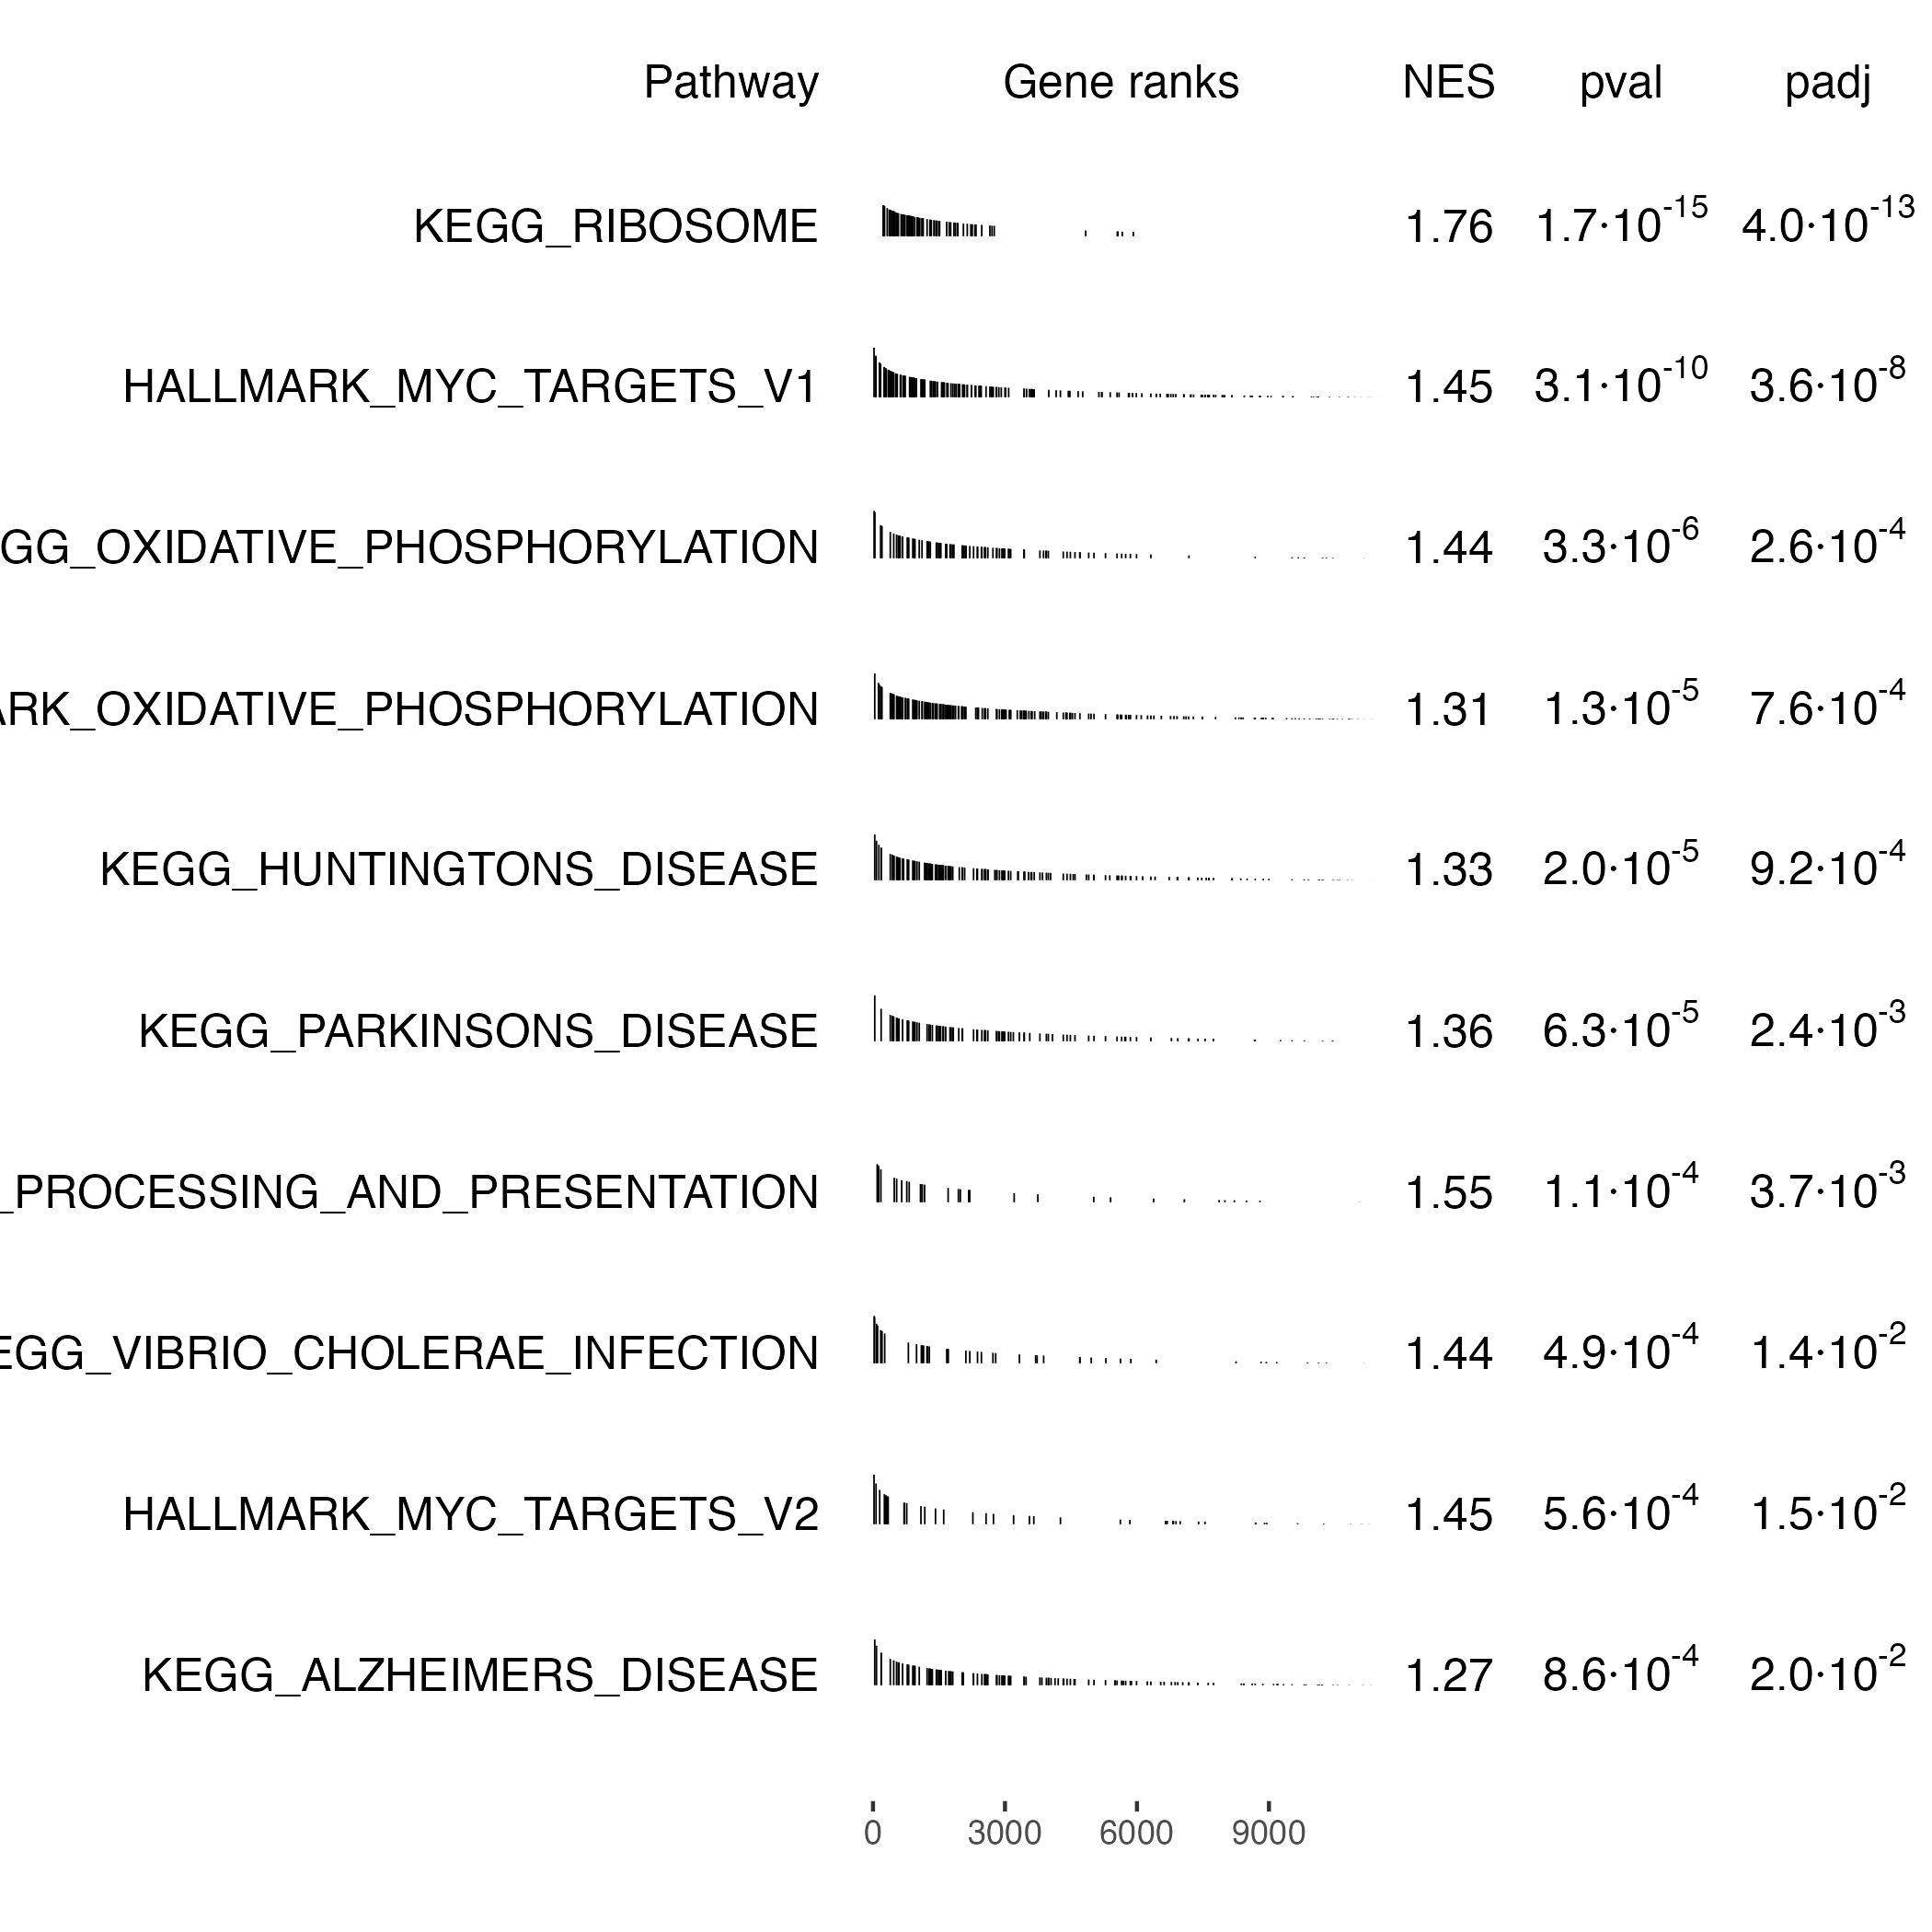 Pathway Gene ranks NES pval padj
KEGG_RIBOSOME 1.76 1.7·10^-15 4.0·10^-13
HALLMARK_MYC_TARGETS_V1 1.45 3.1·10^-10 3.6·10^-8
GG_OXIDATIVE_PHOSPHORYLATION 1.44 3.3·10^-6 2.6·10^-4
ARK_OXIDATIVE_PHOSPHORYLATION 1.31 1.3·10^-5 7.6·10^-4
KEGG_HUNTINGTONS_DISEASE 1.33 2.0·10^-5 9.2·10^-4
KEGG_PARKINSONS_DISEASE 1.36 6.3·10^-5 2.4·10^-3
_PROCESSING_AND_PRESENTATION 1.55 1.1·10^-4 3.7·10^-3
EGG_VIBRIO_CHOLERAE_INFECTION 1.44 4.9·10^-4 1.4·10^-2
HALLMARK_MYC_TARGETS_V2 1.45 5.6·10^-4 1.5·10^-2
KEGG_ALZHEIMERS_DISEASE 1.27 8.6·10^-4 2.0·10^-2
0 3000 6000 9000